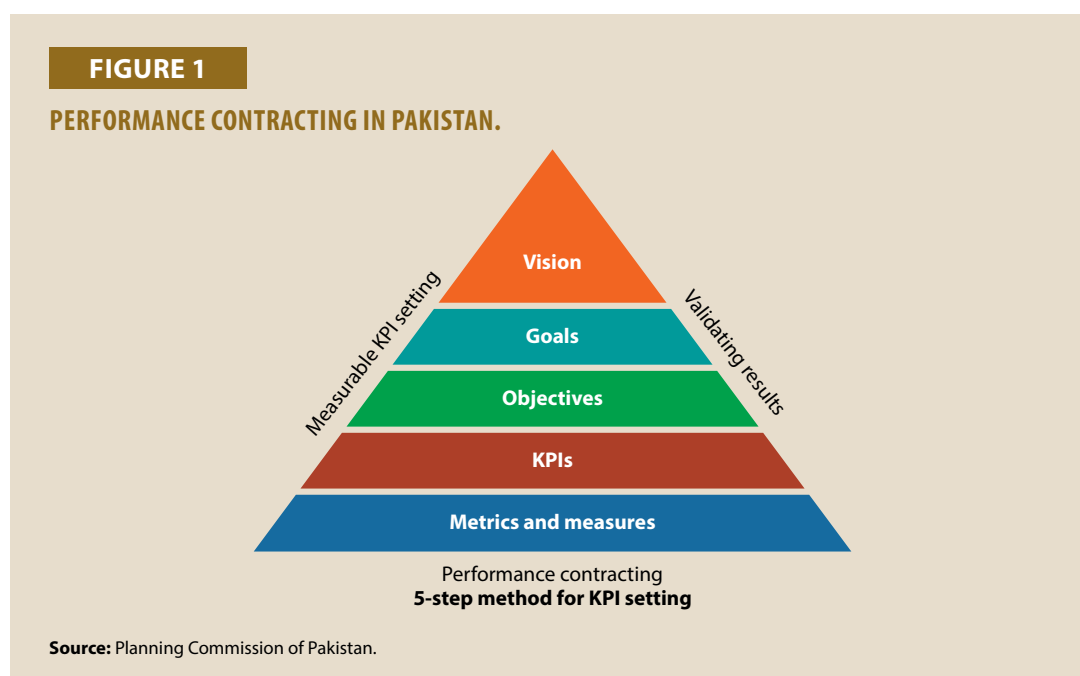 FIGURE 1
PERFORMANCE CONTRACTING IN PAKISTAN.
Vision
Measurable KPI setting
Validating results
Goals
Objectives
KPIs
Metrics and measures
Performance contracting
5-step method for KPI setting
Source: Planning Commission of Pakistan.